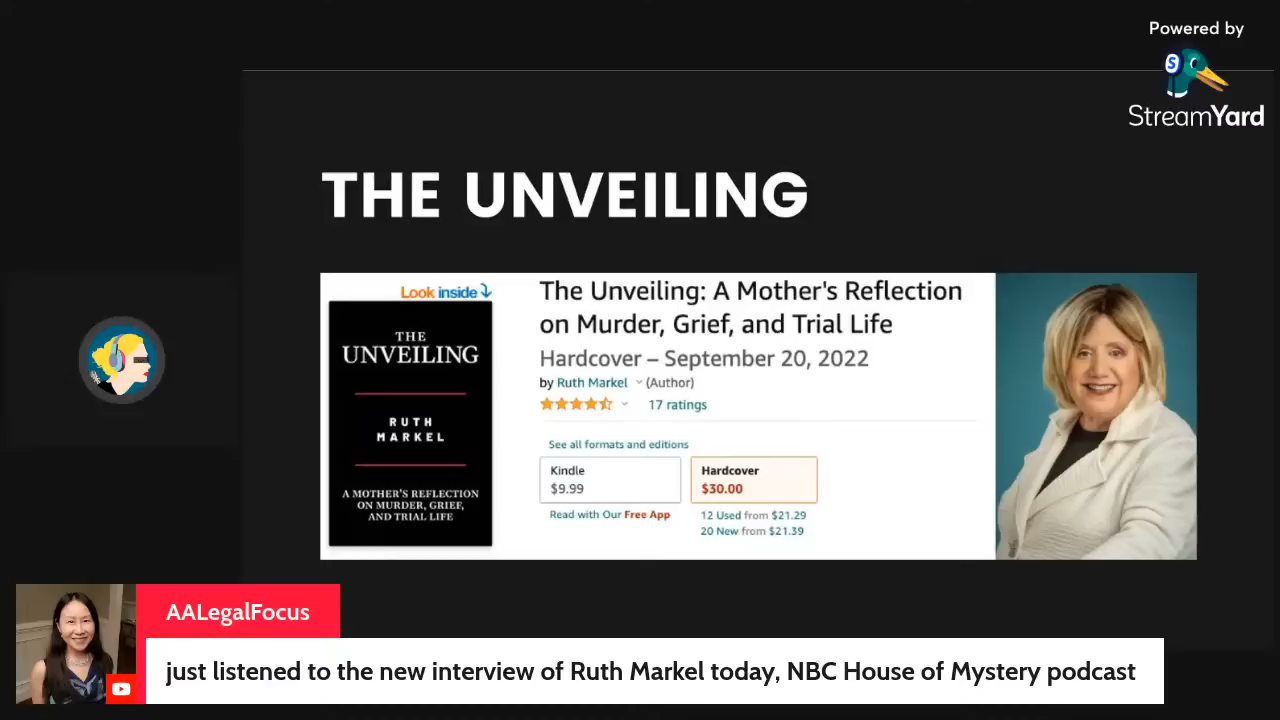 Powered by
S
StreamYard
THE UNVEILING
Look inside
THE
UNVEILING
RUTH
MARKEL
A MOTHER'S REFLECTION
ON MURDER, GRIEF,
AND TRIAL LIFE
The Unveiling: A Mother's Reflection
on Murder, Grief, and Trial Life
Hardcover – September 20, 2022
by Ruth Markel (Author)
17 ratings
See all formats and editions
Kindle
$9.99
Read with Our Free App
Hardcover
$30.00
12 Used from $21.29
20 New from $21.39
AALegalFocus
just listened to the new interview of Ruth Markel today, NBC House of Mystery podcast